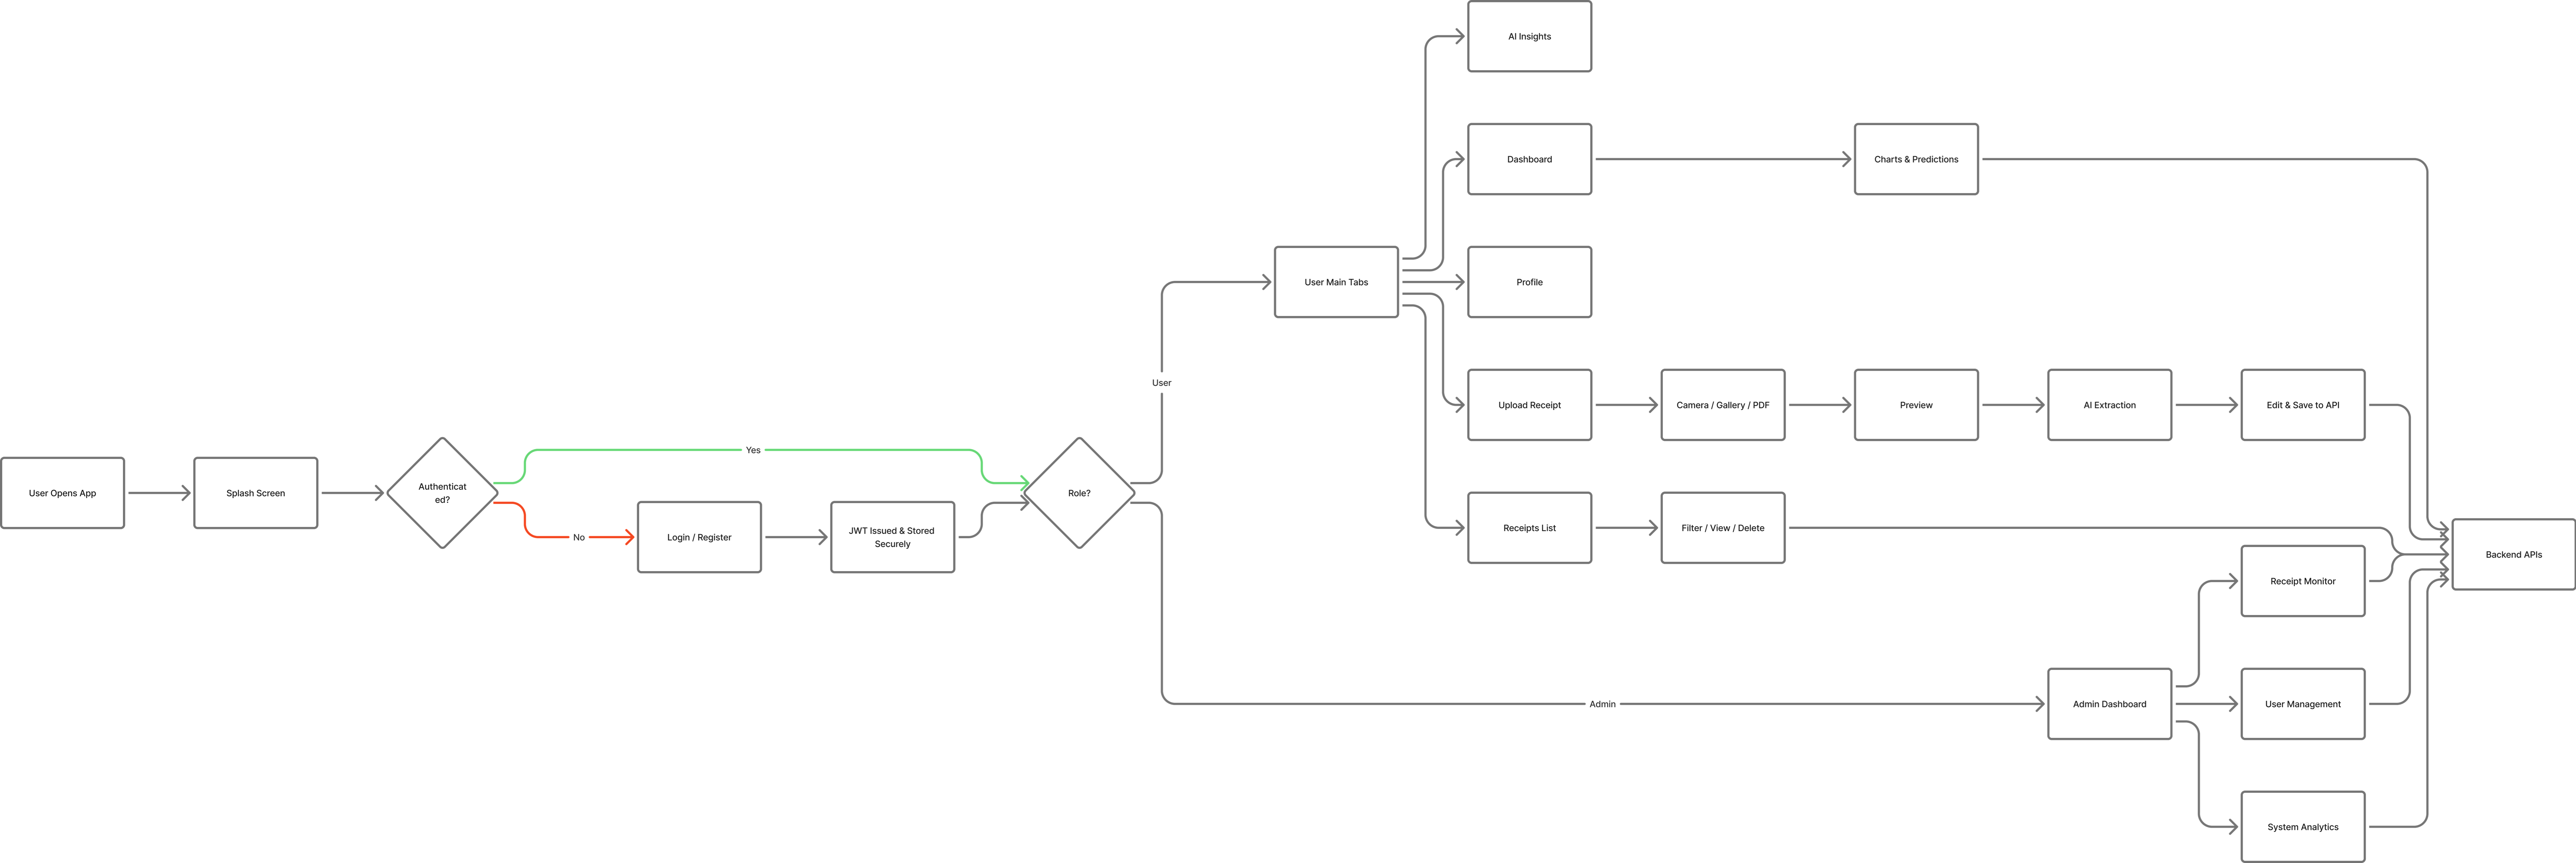 AI Insights
Dashboard
Charts & Predictions
User Main Tabs
Profile
User
Upload Receipt
Camera / Gallery / PDF
Preview
AI Extraction
Edit & Save to API
Yes
User Opens App
Splash Screen
Authenticat
ed?
Role?
No
Login / Register
JWT Issued & Stored
Securely
Receipts List
Filter / View / Delete
Backend APIs
Receipt Monitor
Admin
Admin Dashboard
User Management
System Analytics